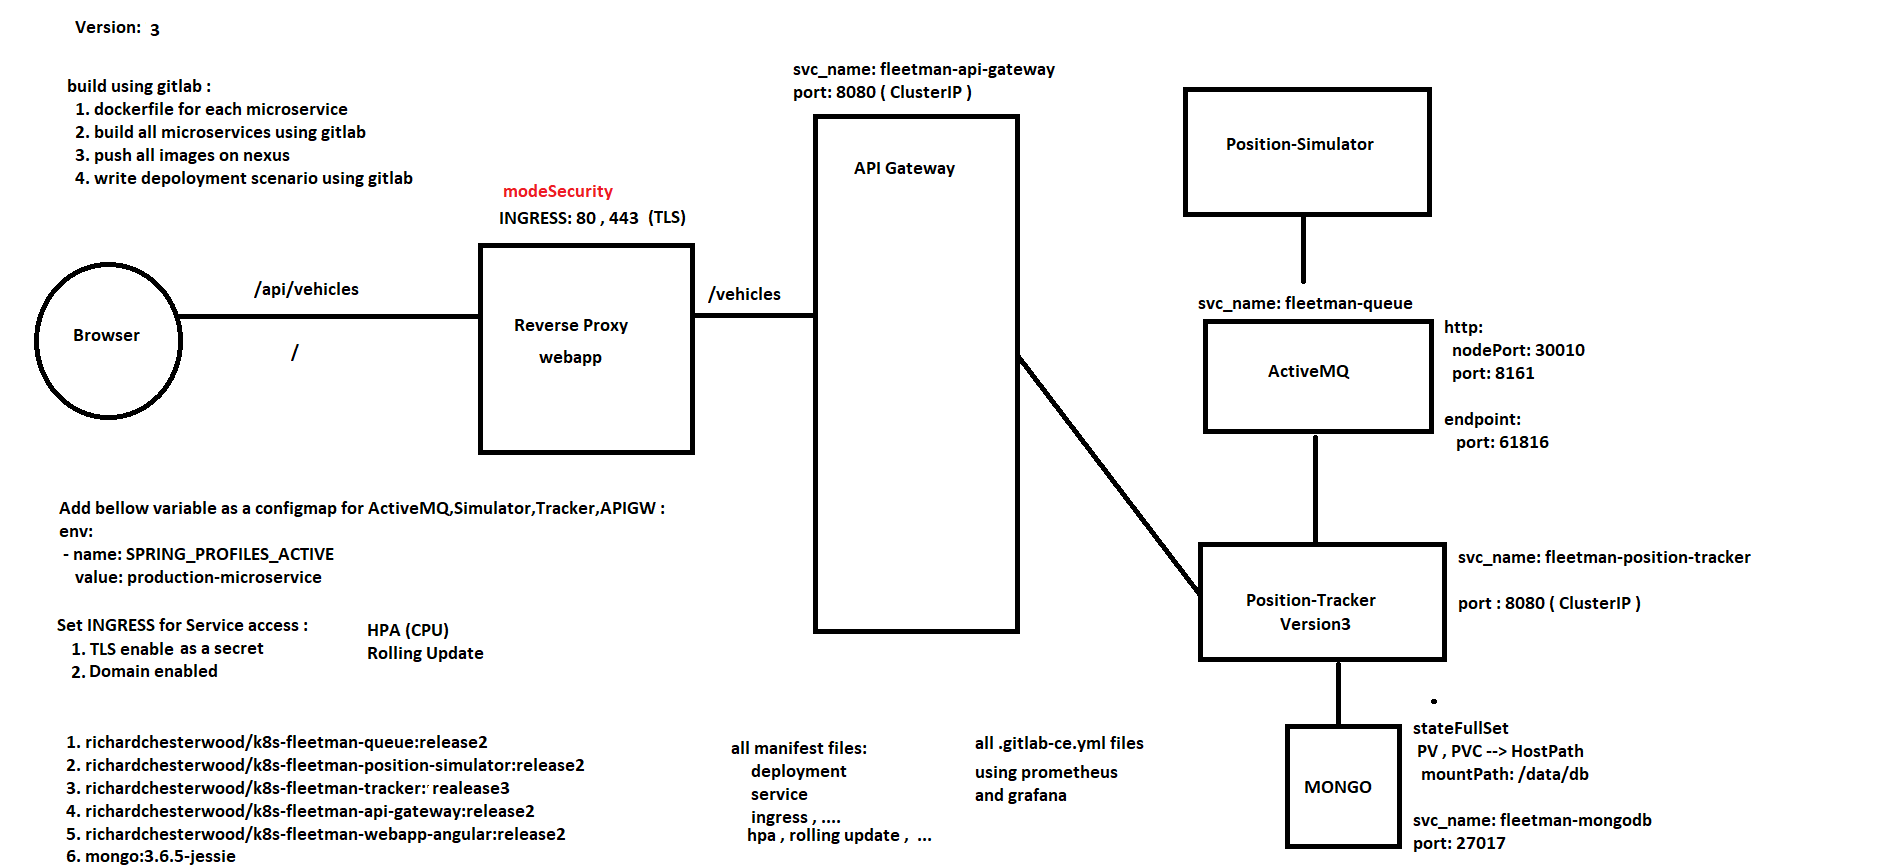 Version: 3
build using gitlab :
1. dockerfile for each microservice
2. build all microservices using gitlab
3. push all images on nexus
4. write depoloyment scenario using gitlab
svc_name: fleetman-api-gateway
port: 8080 ( ClusterIP )
API Gateway
Position-Simulator
modeSecurity
INGRESS: 80 , 443 (TLS)
Browser
/api/vehicles
/
Reverse Proxy
webapp
/vehicles
svc_name: fleetman-queue
ActiveMQ
http:
nodePort: 30010
port: 8161
endpoint:
port: 61816
Add bellow variable as a configmap for ActiveMQ,Simulator,Tracker,APIGW :
env:
- name: SPRING_PROFILES_ACTIVE
value: production-microservice
Set INGRESS for Service access :
1. TLS enable as a secret
2. Domain enabled
HPA (CPU)
Rolling Update
Position-Tracker
Version3
svc_name: fleetman-position-tracker
port : 8080 ( ClusterIP )
1. richardchesterwood/k8s-fleetman-queue:release2
2. richardchesterwood/k8s-fleetman-position-simulator:release2
3. richardchesterwood/k8s-fleetman-tracker: realease3
4. richardchesterwood/k8s-fleetman-api-gateway:release2
5. richardchesterwood/k8s-fleetman-webapp-angular:release2
6. mongo:3.6.5-jessie
all manifest files:
deployment
service
ingress , ....
hpa , rolling update , ...
all .gitlab-ce.yml files
using prometheus
and grafana
MONGO
stateFullSet
PV , PVC --> HostPath
mountPath: /data/db
svc_name: fleetman-mongodb
port: 27017